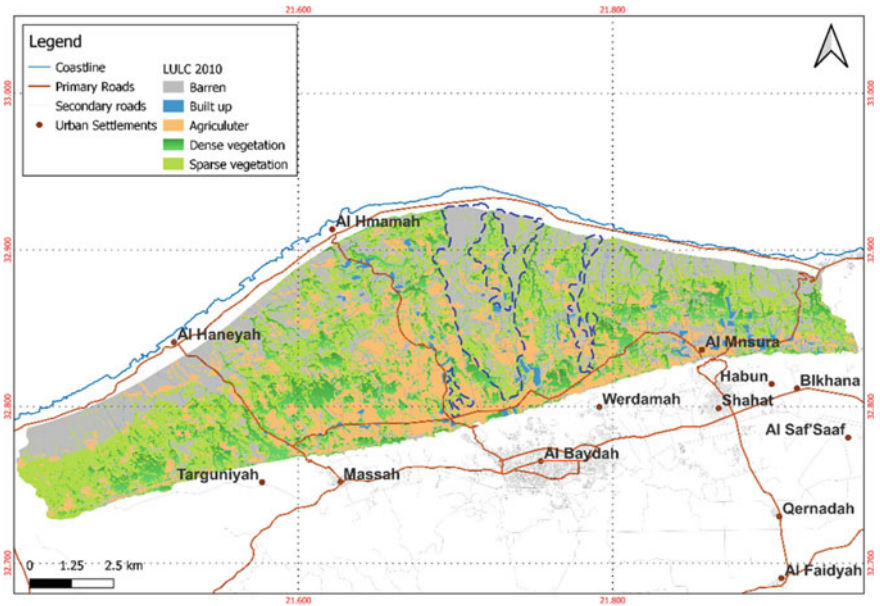 21.600
21.800
Legend
Coastline
Primary Roads
Secondary roads
Urban Settlements
LULC 2010
Barren
Built up
Agriculuter
Dense vegetation
Sparse vegetation
33.000
33.000
Al Hmamah
32.900
32.900
Al Haneyah
Al Mnsura
Habun
Blkhana
32.800
32.800
Werdamah
Shahat
Al Saf'Saaf
Al Baydah
Targuniyah
Massah
Qernadah
32.700
32.700
Al Faidyah
0 1.25 2.5 km
21.600
21.800